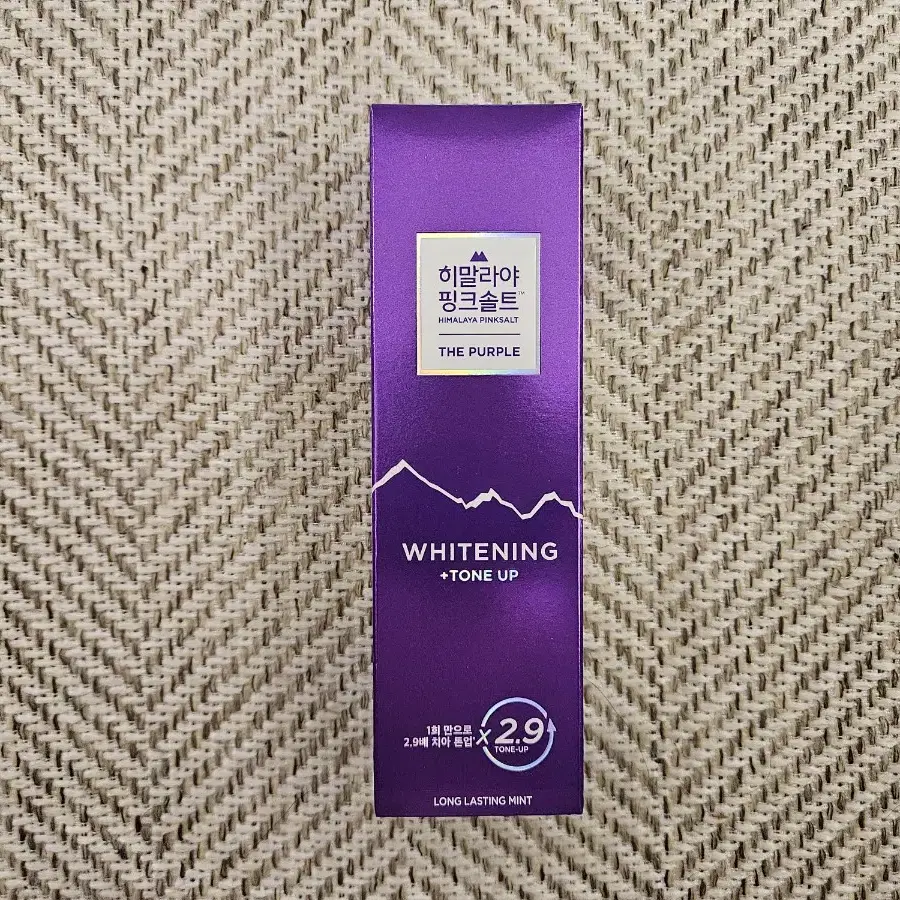 히말라야
핑크솔트™
HIMALAYA PINKSALT
THE PURPLE
WHITENING
+TONE UP
1회 만으로
2.9배 치아 톤업*
x 2.9
TONE-UP
LONG LASTING MINT